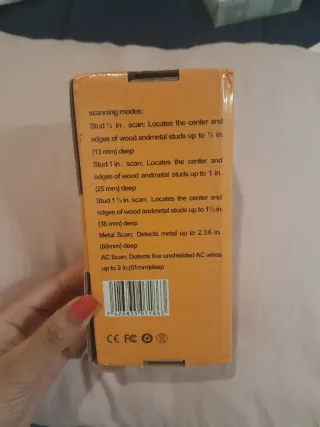 scanning modes:
Stud ½ in. scan: Locates the center and
edges of wood andmetal studs up to ½ in.
(13 mm) deep
Stud 1 in. scan: Locates the center and
edges of wood andmetal studs up to 1 in.
(25 mm) deep
Stud 1 ½ in. scan: Locates the center and
edges of wood andmetal studs up to 1½ in.
(38 mm) deep
Metal Scan: Detects metal up to 2.36 in.
(60mm) deep
AC Scan: Detects live unshielded AC wires
up to 2 in.(51mm)deep
CE FC